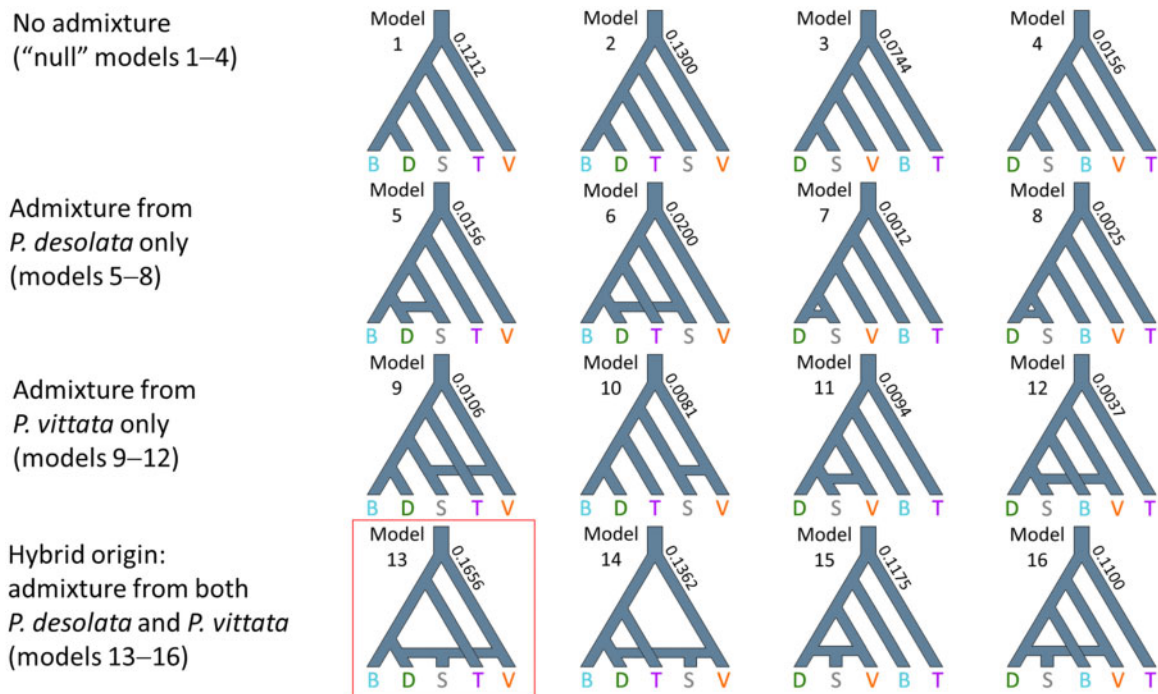 No admixture
(“null” models 1–4)
Model
1
0.1212
B D S T V
Model
2
0.1300
B D T S V
Model
3
0.0744
D S V B T
Model
4
0.0156
D S B V T
Admixture from
P. desolata only
(models 5–8)
Model
5
0.0156
B D S T V
Model
6
0.0200
B D T S V
Model
7
0.0012
D S V B T
Model
8
0.0025
D S B V T
Admixture from
P. vittata only
(models 9–12)
Model
9
0.0106
B D S T V
Model
10
0.0081
B D T S V
Model
11
0.0094
D S V B T
Model
12
0.0037
D S B V T
Hybrid origin:
admixture from both
P. desolata and P. vittata
(models 13–16)
Model
13
0.1656
B D S T V
Model
14
0.1362
B D T S V
Model
15
0.1175
D S V B T
Model
16
0.1100
D S B V T